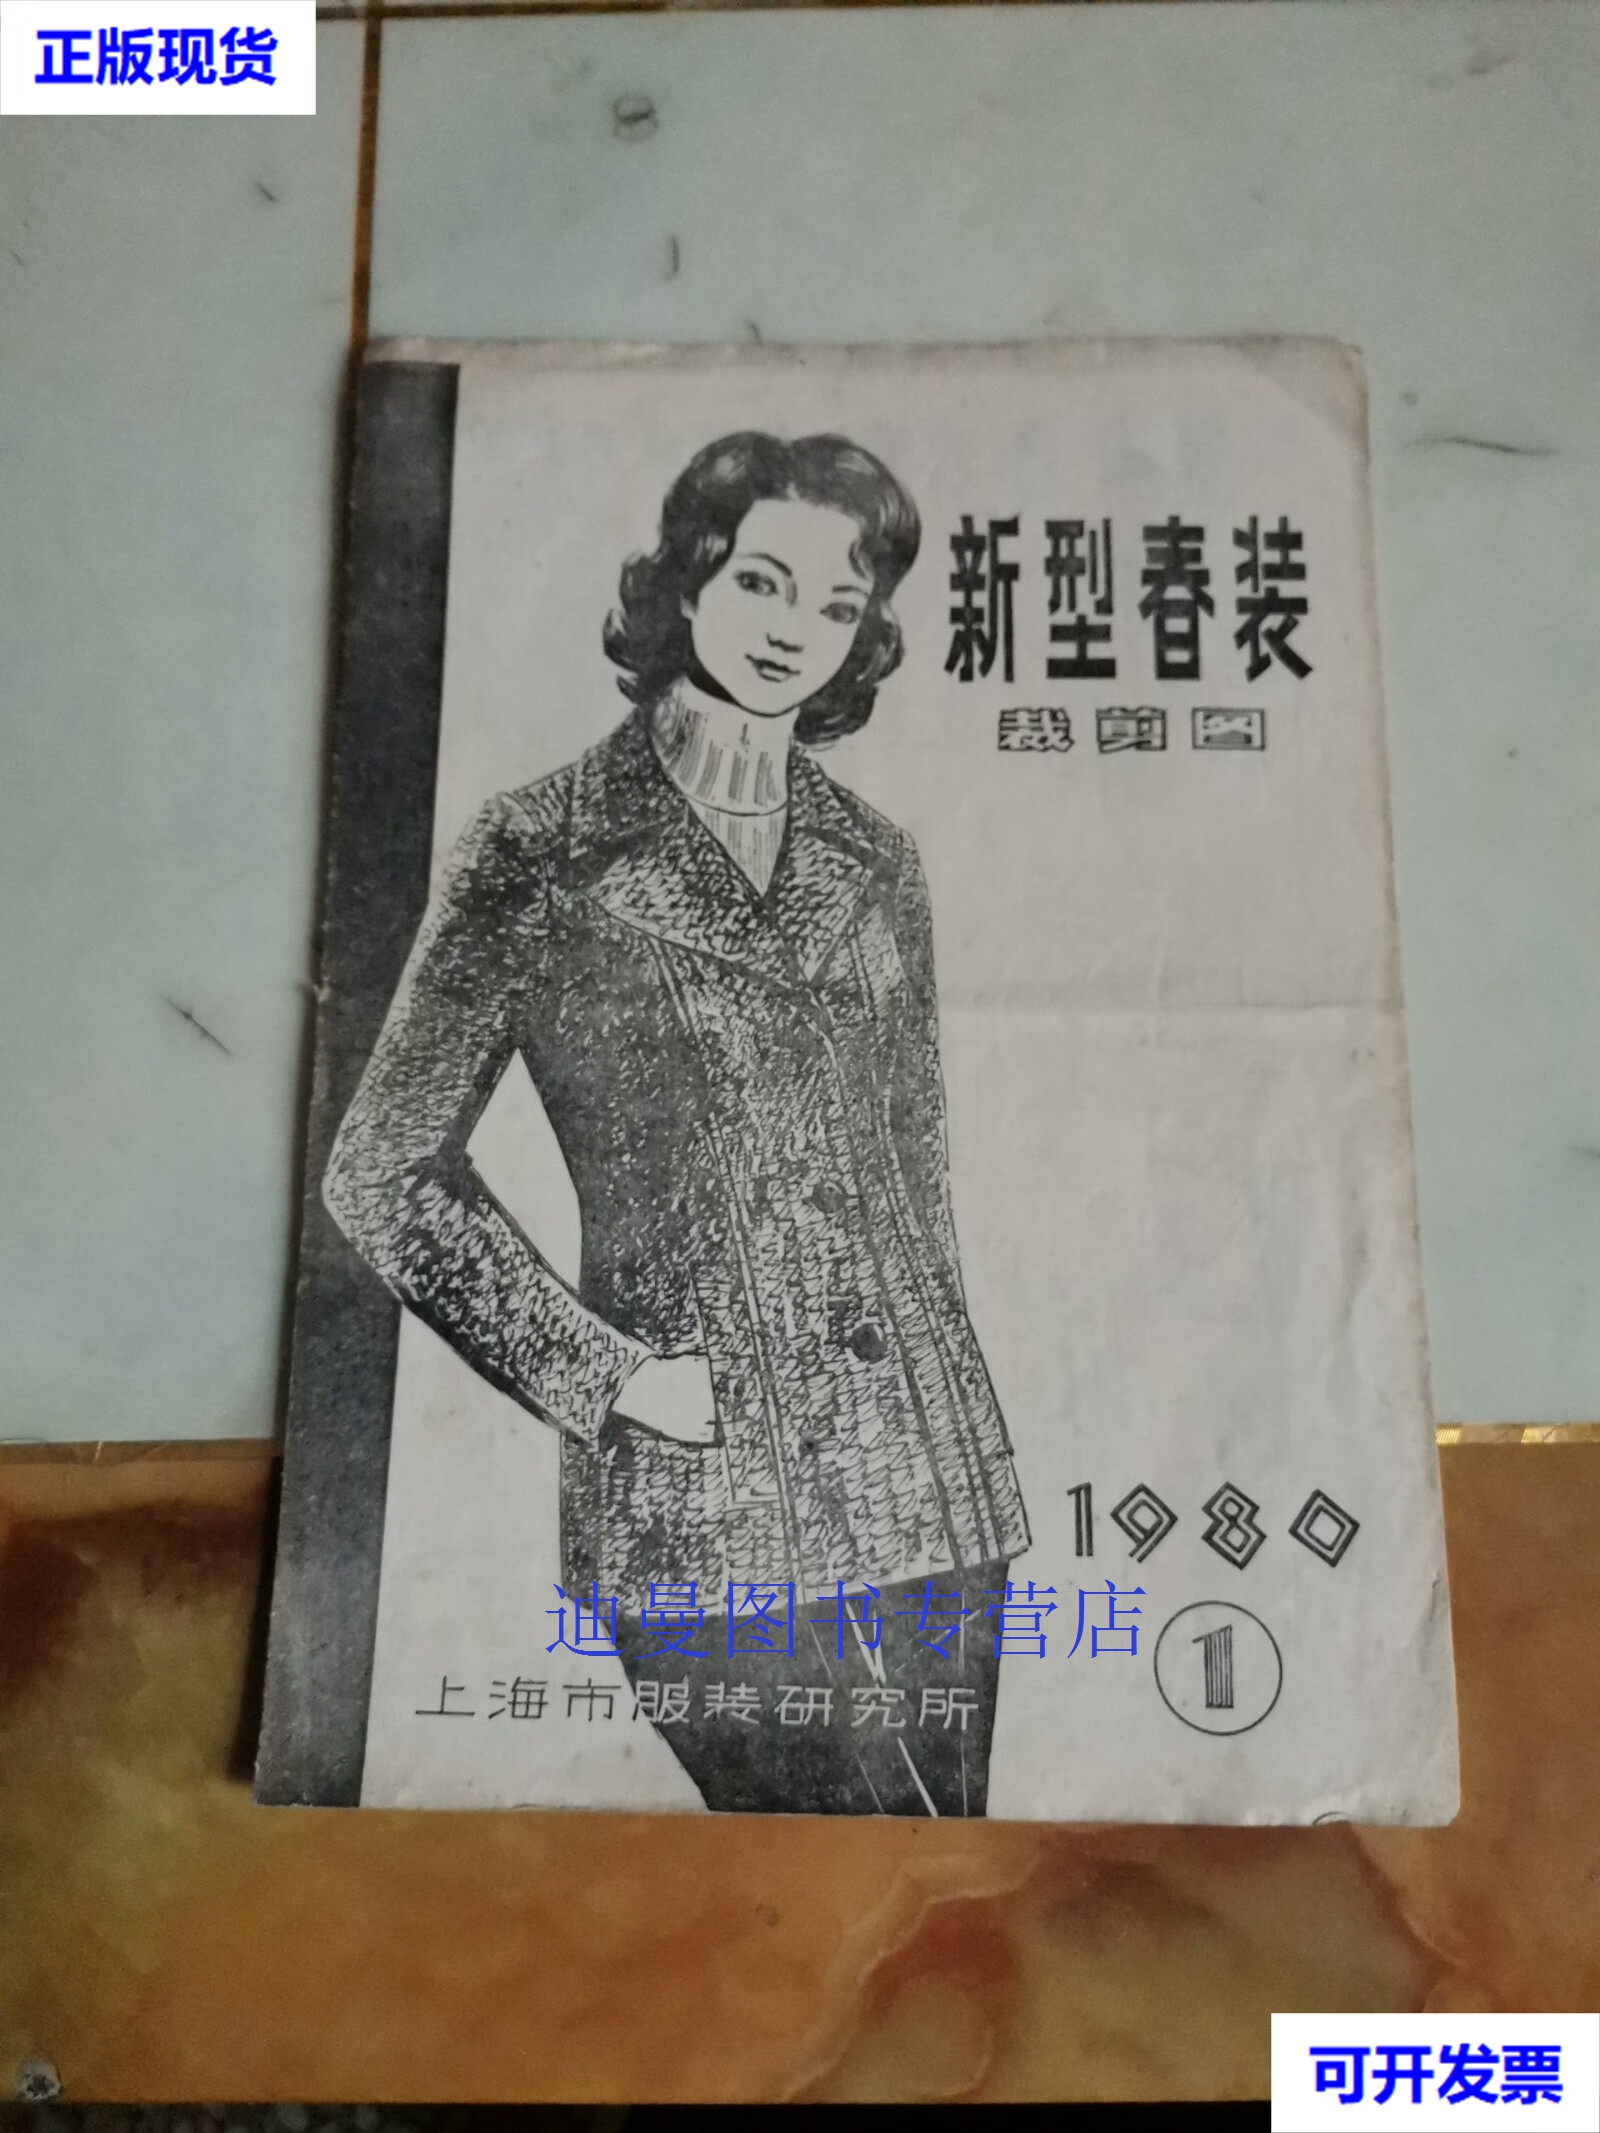 正版现货
新型春装
裁剪图
1980
迪曼图书专营店
1
上海市服装研究所
可开发票